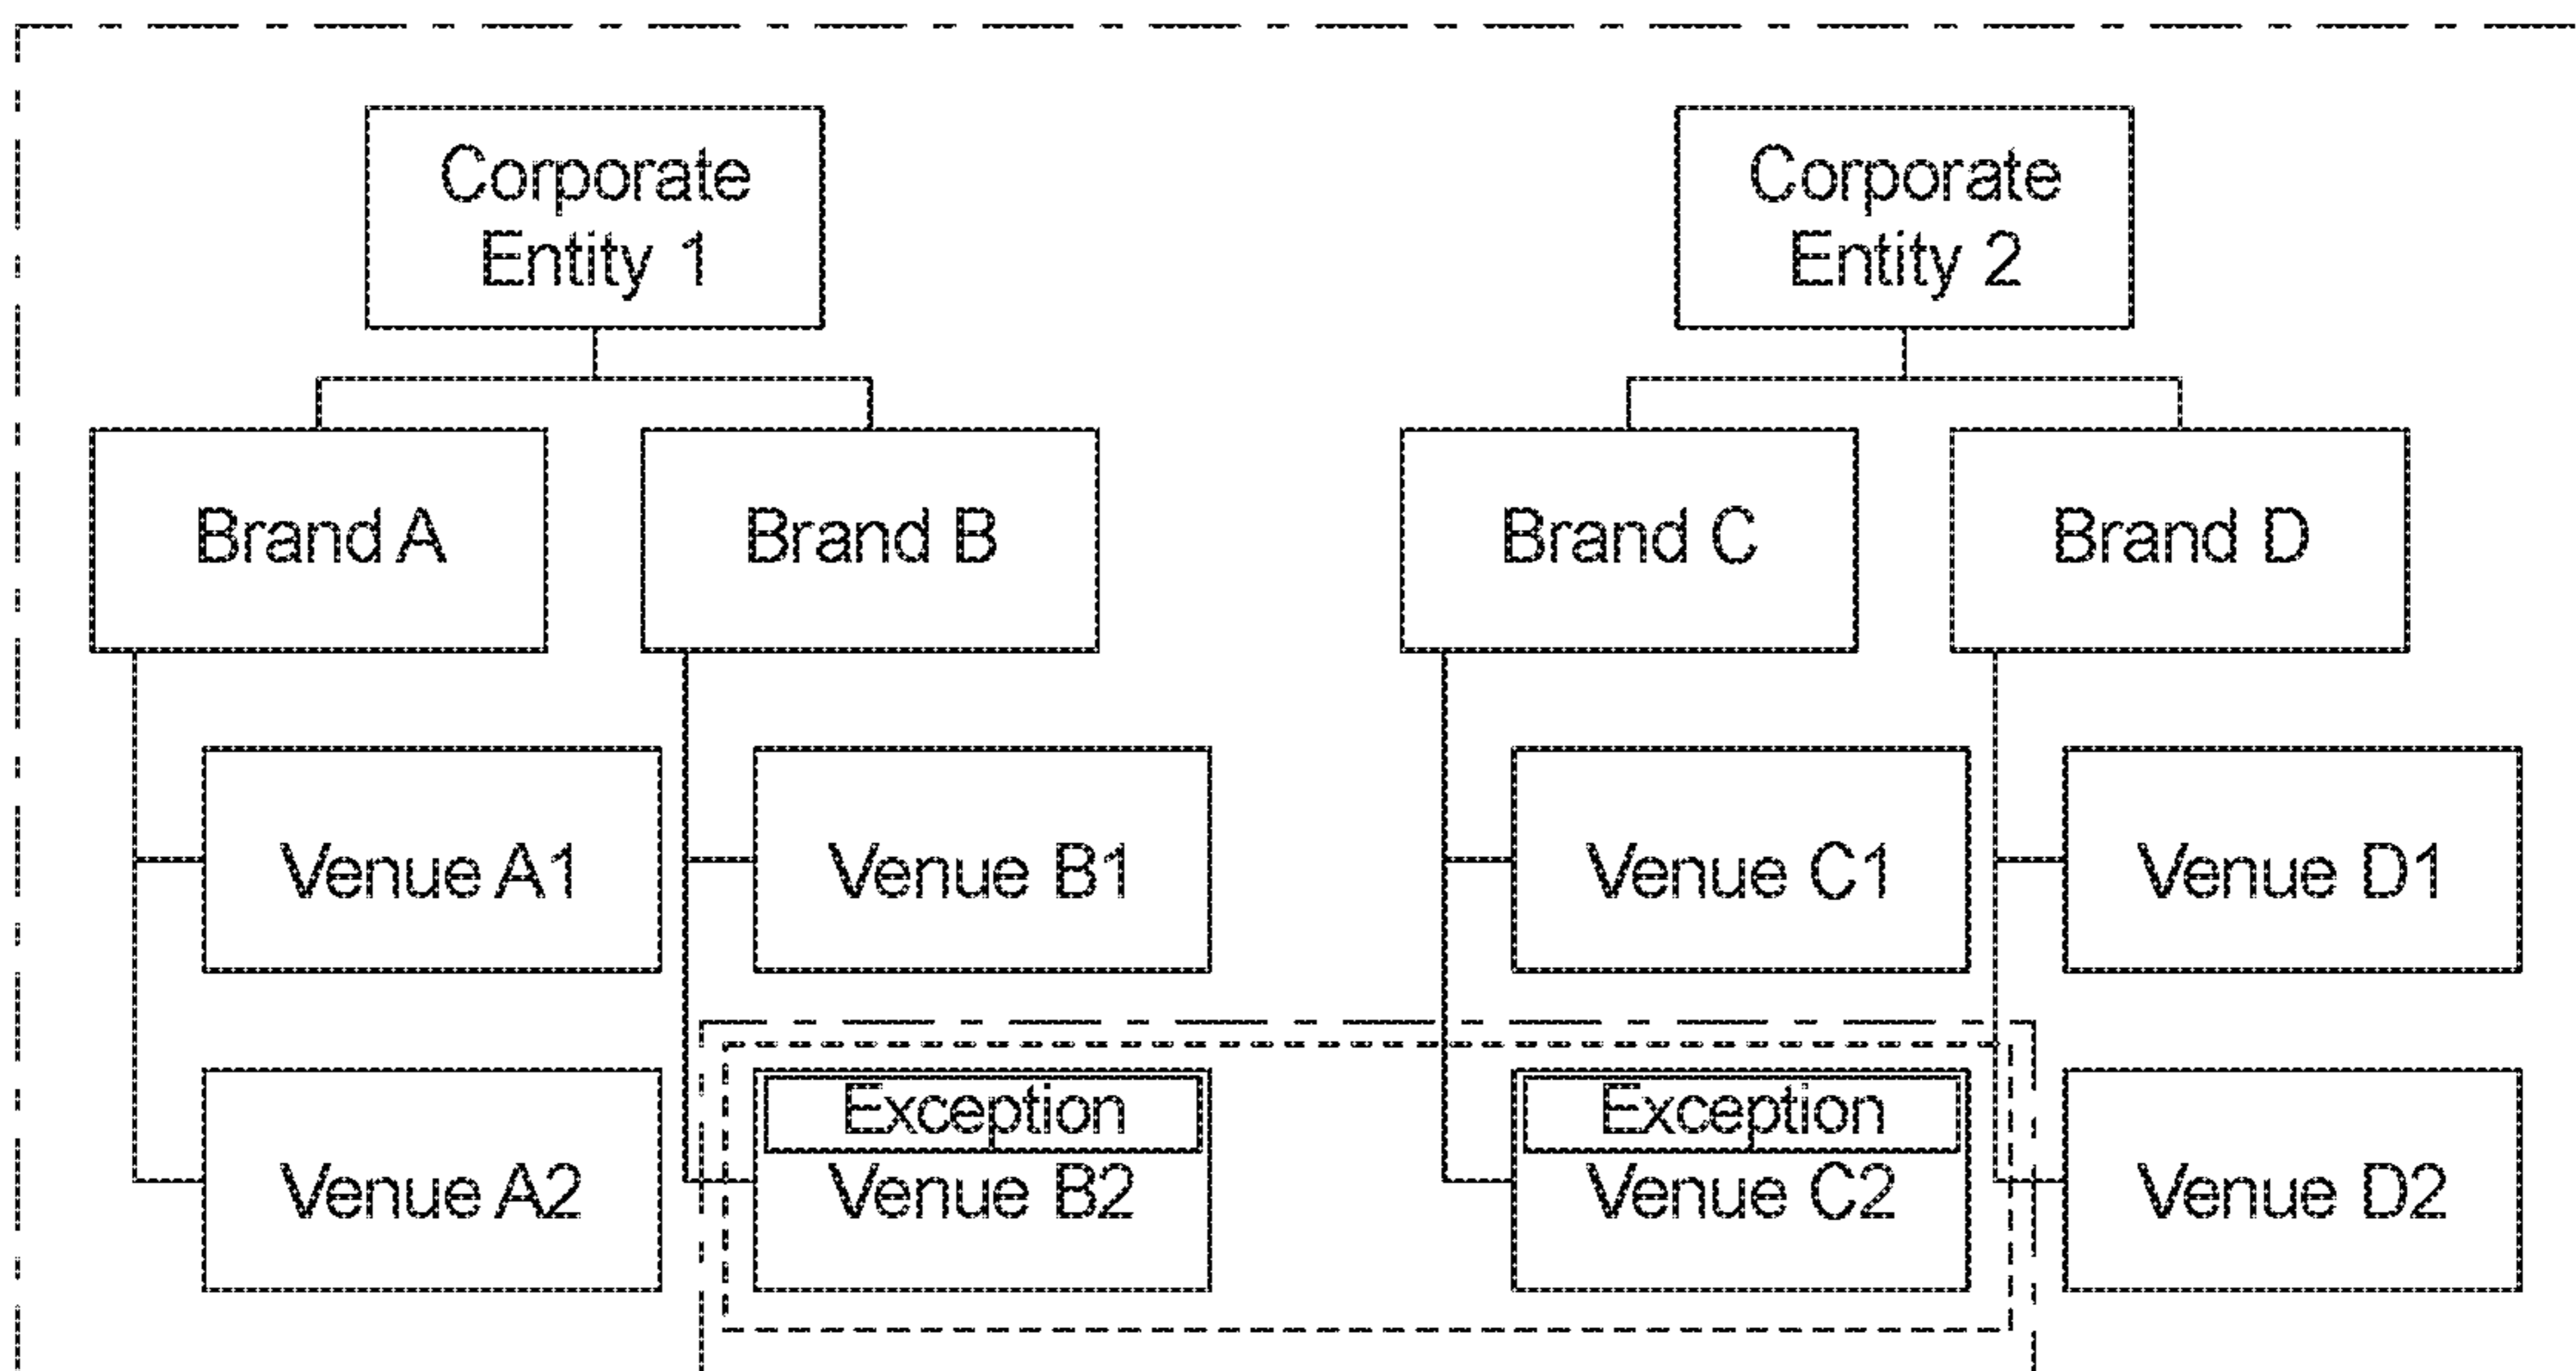 Corporate
Entity 1
Corporate
Entity 2
Brand A
Brand B
Brand C
Brand D
Venue A1
Venue B1
Venue C1
Venue D1
Venue A2
Exception
Venue B2
Exception
Venue C2
Venue D2